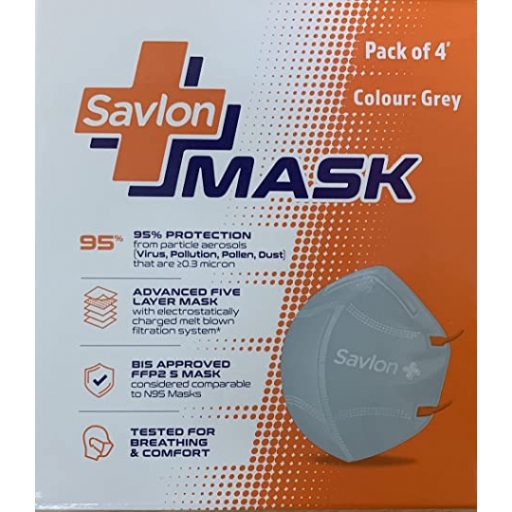 Pack of 4*
Colour: Grey
Savlon
MASK
95%
95% PROTECTION
from particle aerosols
(Virus, Pollution, Pollen, Dust)
that are ≥0.3 micron
ADVANCED FIVE
LAYER MASK
with electrostatically
charged melt blown
filtration system*
BIS APPROVED
FFP2 S MASK
considered comparable
to N95 Masks
TESTED FOR
BREATHING
& COMFORT
Savlon